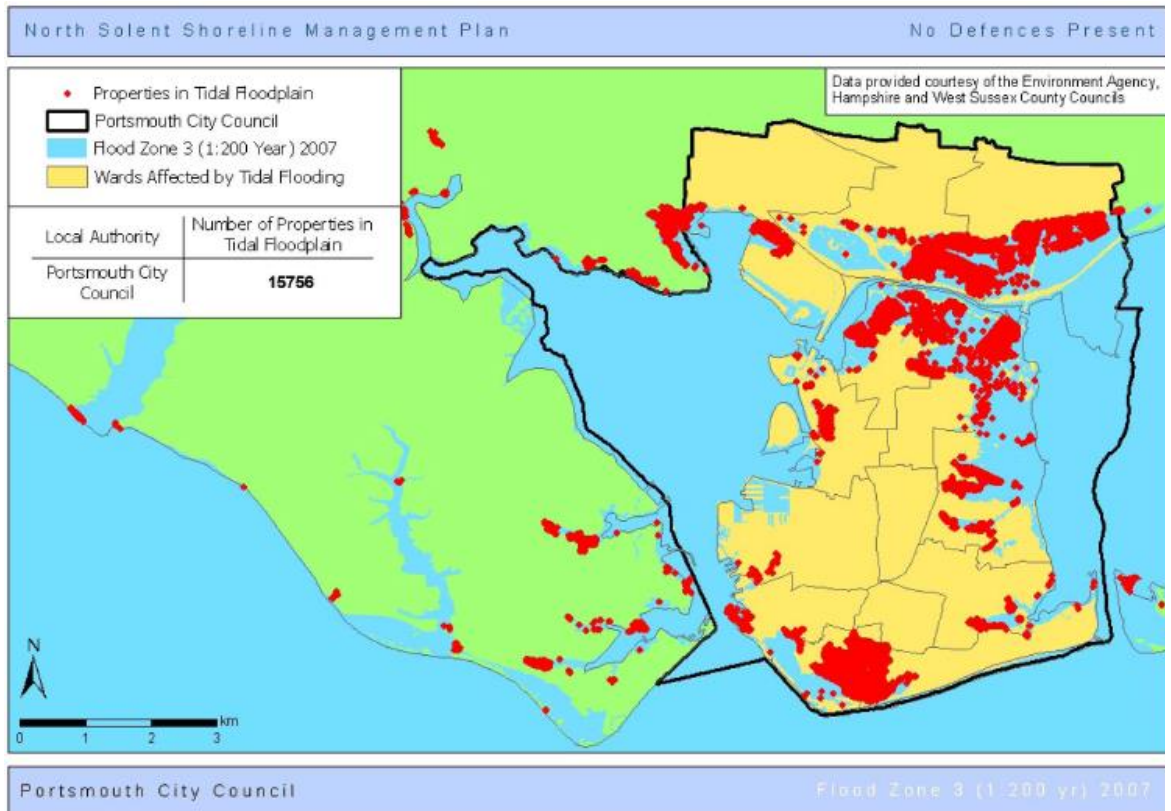 North Solent Shoreline Management Plan
No Defences Present
Properties in Tidal Floodplain
Portsmouth City Council
Flood Zone 3 (1:200 Year) 2007
Wards Affected by Tidal Flooding
Local Authority
Number of Properties in
Tidal Floodplain
Portsmouth City
Council
15756
Data provided courtesy of the Environment Agency,
Hampshire and West Sussex County Councils
N
km
0 1 2 3
Portsmouth City Council
Flood Zone 3 (1:200 yr) 2007